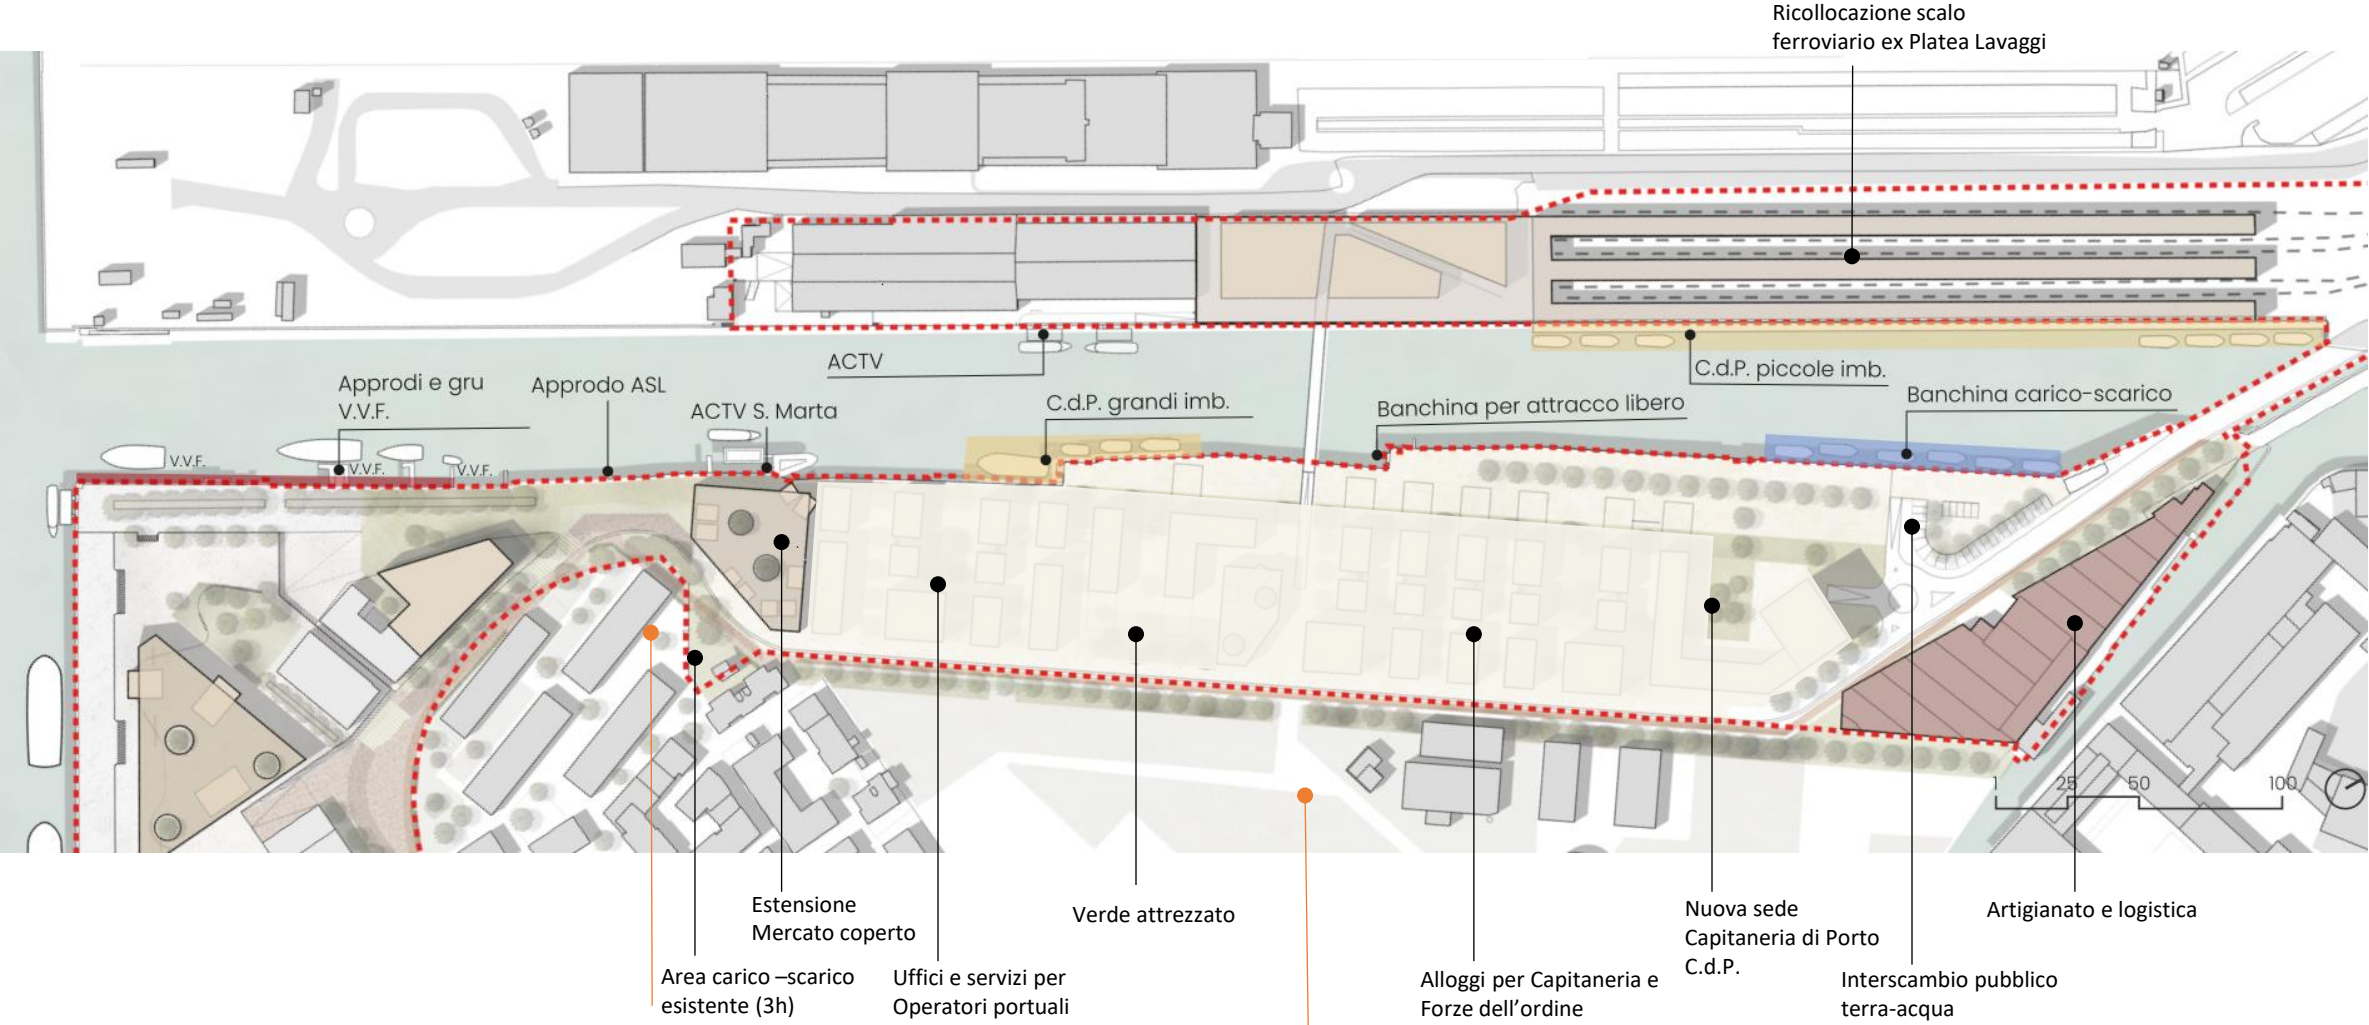 Ricollocazione scalo
ferroviario ex Platea Lavaggi
ACTV
C.d.P. piccole imb.
Approdi e gru
V.V.F.
Approdo ASL
ACTV S. Marta
C.d.P. grandi imb.
Banchina per attracco libero
Banchina carico-scarico
V.V.F.
V.V.F.
V.V.F.
1 25 50 100
Estensione
Mercato coperto
Verde attrezzato
Nuova sede
Capitaneria di Porto
C.d.P.
Artigianato e logistica
Area carico –scarico
esistente (3h)
Uffici e servizi per
Operatori portuali
Alloggi per Capitaneria e
Forze dell’ordine
Interscambio pubblico
terra-acqua